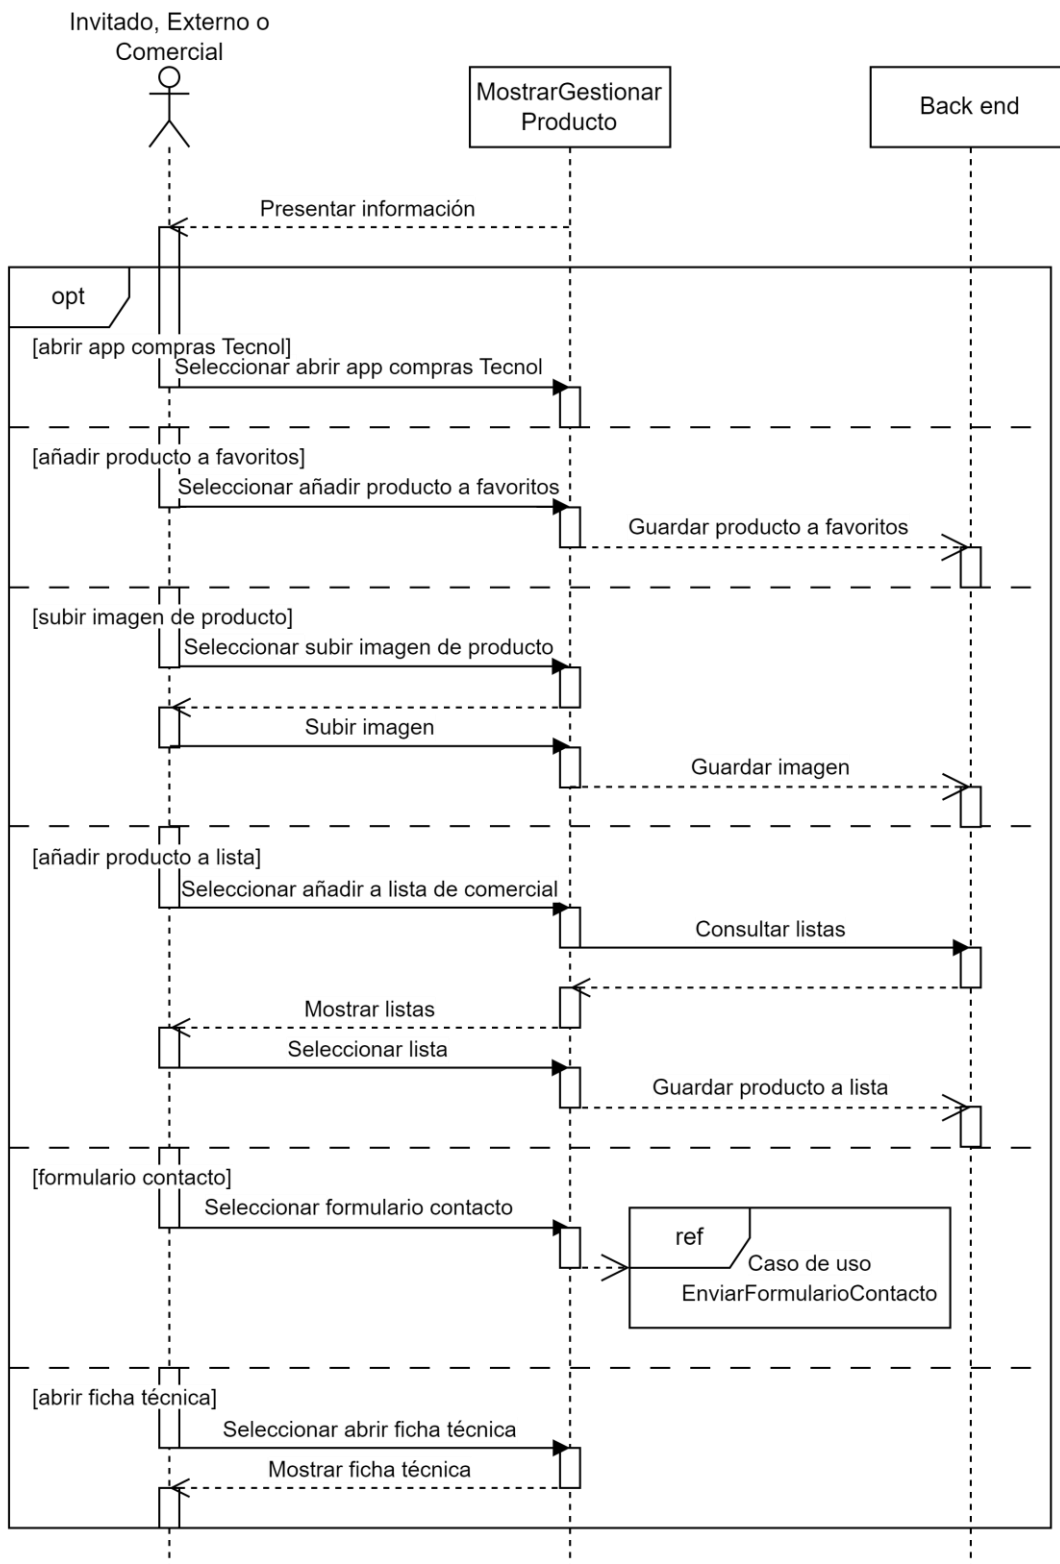 Invitado, Externo o
Comercial
MostrarGestionar
Producto
Back end
Presentar información
opt
[abrir app compras Tecnol]
Seleccionar abrir app compras Tecnol
[añadir producto a favoritos]
Seleccionar añadir producto a favoritos
Guardar producto a favoritos
[subir imagen de producto]
Seleccionar subir imagen de producto
Subir imagen
Guardar imagen
[añadir producto a lista]
Seleccionar añadir a lista de comercial
Consultar listas
Mostrar listas
Seleccionar lista
Guardar producto a lista
[formulario contacto]
Seleccionar formulario contacto
ref
Caso de uso
EnviarFormularioContacto
[abrir ficha técnica]
Seleccionar abrir ficha técnica
Mostrar ficha técnica